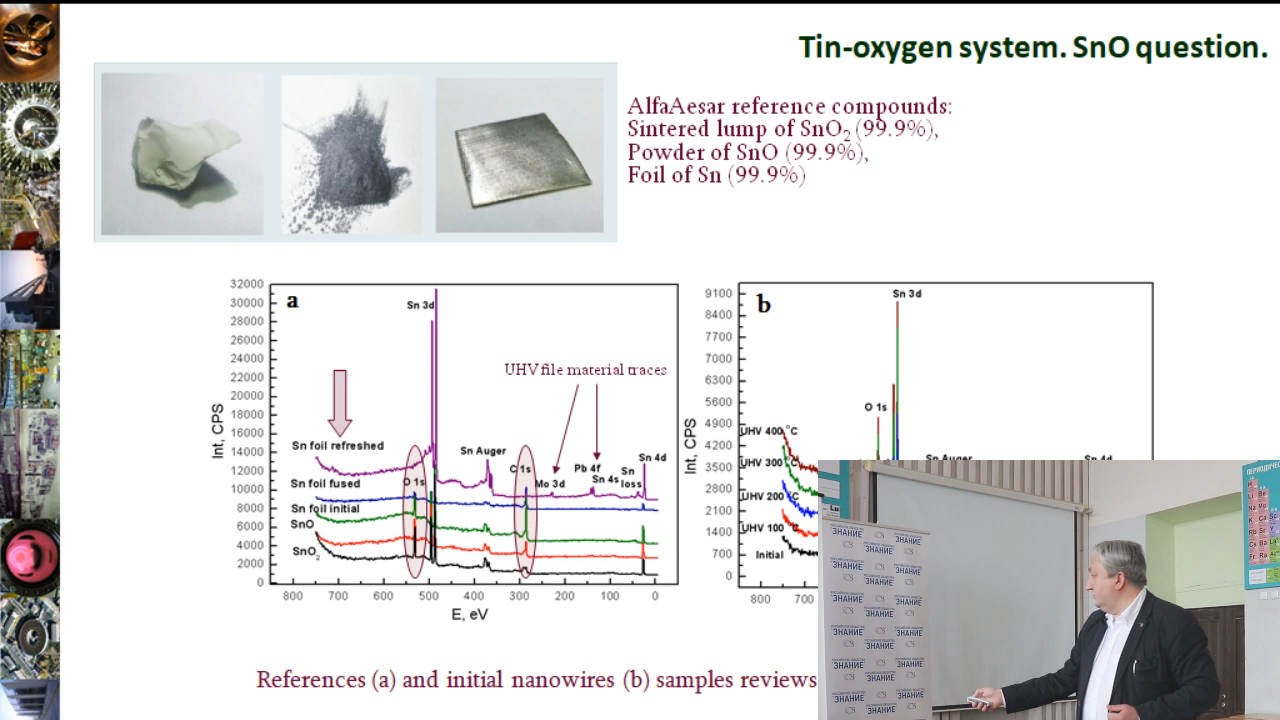 Tin-oxygen system. SnO question.
AlfaAesar reference compounds:
Sintered lump of SnO₂ (99.9%),
Powder of SnO (99.9%),
Foil of Sn (99.9%)
a
Int, CPS
32000
30000
28000
26000
24000
22000
20000
18000
16000
14000
12000
10000
8000
6000
4000
2000
0
Sn 3d
UHV file material traces
Sn foil refreshed
Sn foil fused
Sn foil initial
SnO
SnO₂
O 1s
Sn Auger
C 1s
Mo 3d
Pb 4f
Sn 4s
Sn loss
Sn 4d
800 700 600 500 400 300 200 100 0
E, eV
b
Int, CPS
9100
8400
7700
7000
6300
5600
4900
4200
3500
2800
2100
1400
700
0
Sn 3d
O 1s
Sn Auger
Sn 4d
UHV 400 °C
UHV 300 °C
UHV 200 °C
UHV 100 °C
Initial
800 700
References (a) and initial nanowires (b) samples reviews
Lu
ЗНАНИЕ